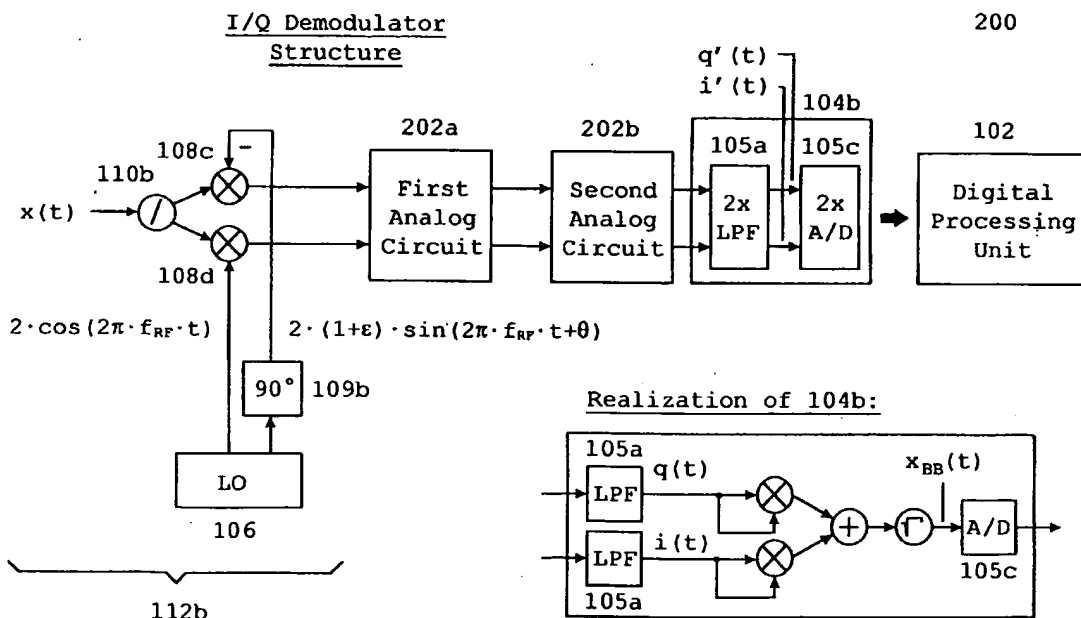 I/Q Demodulator
Structure
200
q'(t)
i'(t)
104b
202a
202b
105a
105c
102
108c
−
110b
x(t)
/
108d
First
Analog
Circuit
Second
Analog
Circuit
2x
LPF
2x
A/D
Digital
Processing
Unit
2·cos(2π·f_RF·t)
2·(1+ε)·sin(2π·f_RF·t+θ)
90°
109b
LO
106
112b
Realization of 104b:
105a
LPF
q(t)
x_BB(t)
+
√
A/D
105c
LPF
i(t)
105a